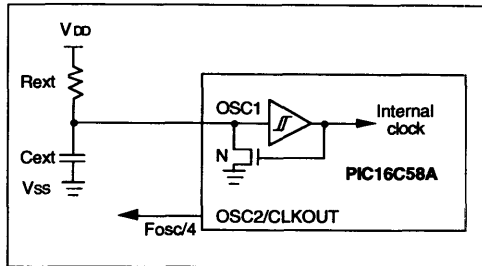 VDD
Rext
OSC1
Internal
clock
Cext
N
PIC16C58A
VSS
Fosc/4
OSC2/CLKOUT